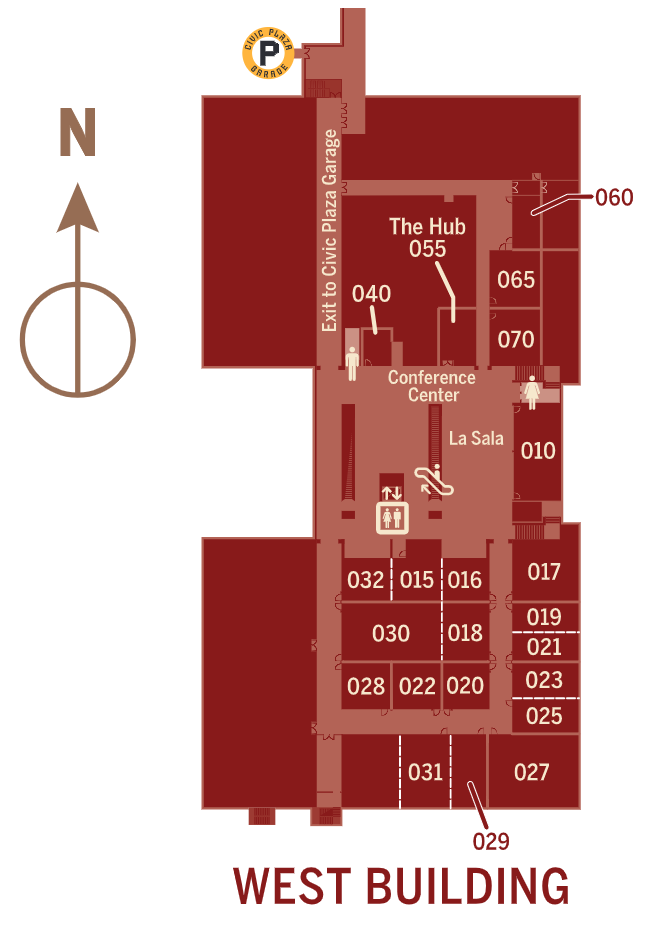 CIVIC PLAZA
P
GARAGE
N
Exit to Civic Plaza Garage
060
The Hub
055
065
040
070
Conference
Center
La Sala
010
032
015
016
017
019
030
018
021
028
022
020
023
025
031
027
029
WEST BUILDING